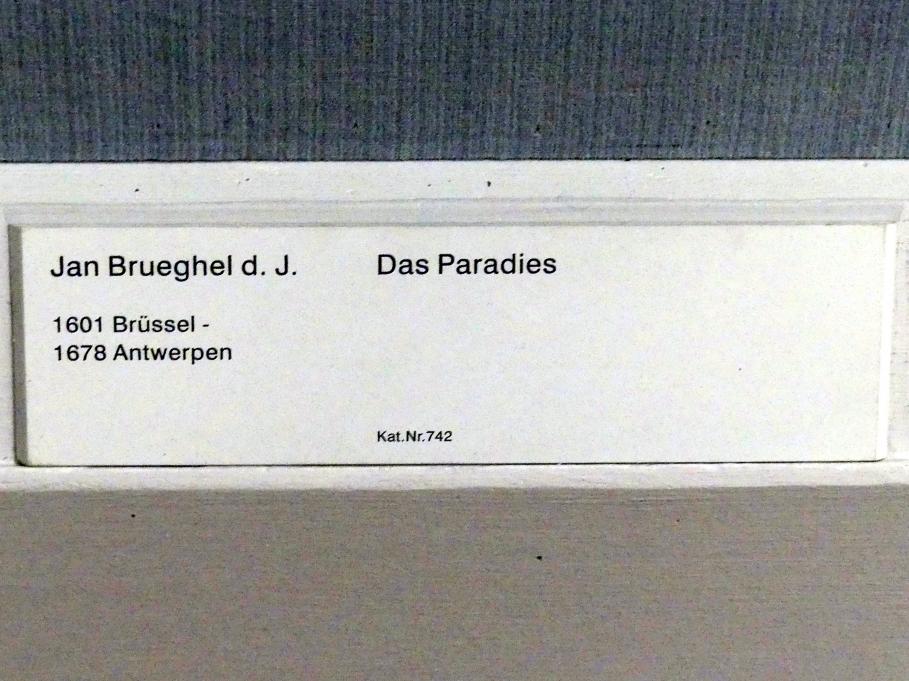 Jan Brueghel d. J.
1601 Brüssel -
1678 Antwerpen
Das Paradies
Kat.Nr.742